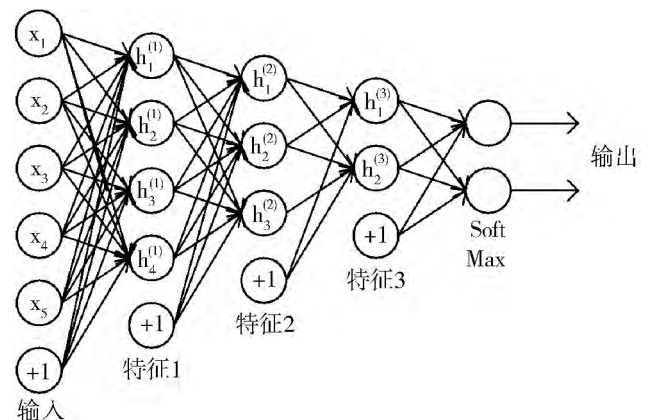 x₁
x₂
x₃
x₄
x₅
+1
输入
h₁⁽¹⁾
h₂⁽¹⁾
h₃⁽¹⁾
h₄⁽¹⁾
+1
特征1
h₁⁽²⁾
h₂⁽²⁾
h₃⁽²⁾
+1
特征2
h₁⁽³⁾
h₂⁽³⁾
+1
特征3
Soft
Max
输出